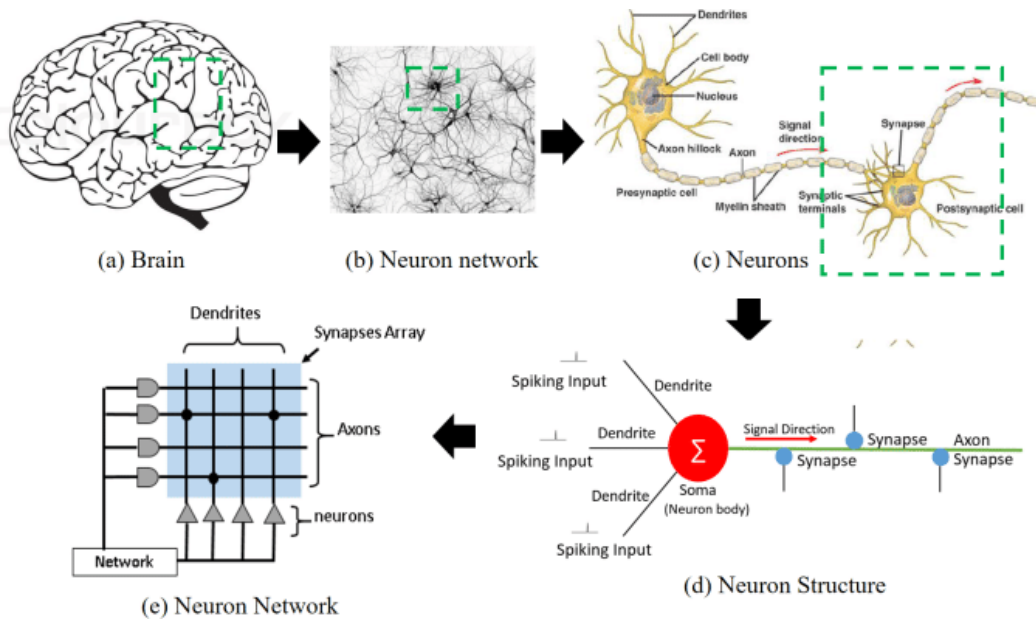 Dendrites
Cell body
Nucleus
Axon hillock
Presynaptic cell
Axon
Myelin sheath
Signal
direction
Synapse
Synaptic
terminals
Postsynaptic cell
(a) Brain
(b) Neuron network
(c) Neurons
Dendrites
Synapses Array
Axons
neurons
Network
(e) Neuron Network
Spiking Input
Dendrite
Spiking Input
Dendrite
Spiking Input
Dendrite
Σ
Soma
(Neuron body)
Signal Direction
Synapse
Synapse
Axon
Synapse
(d) Neuron Structure